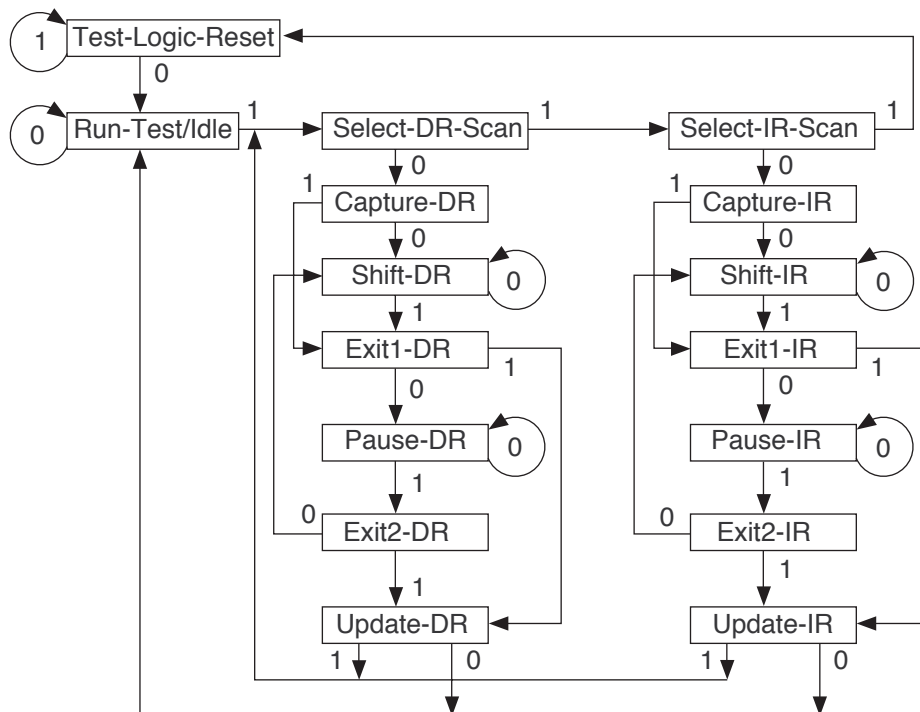 1 Test-Logic-Reset
0
0 Run-Test/Idle 1 Select-DR-Scan 1 Select-IR-Scan 1
0 0
1 Capture-DR 1 Capture-IR
0 0
Shift-DR 0 Shift-IR 0
1 1
Exit1-DR 1 Exit1-IR 1
0 0
Pause-DR 0 Pause-IR 0
1 1
0 Exit2-DR 0 Exit2-IR
1 1
Update-DR Update-IR
1 0 1 0